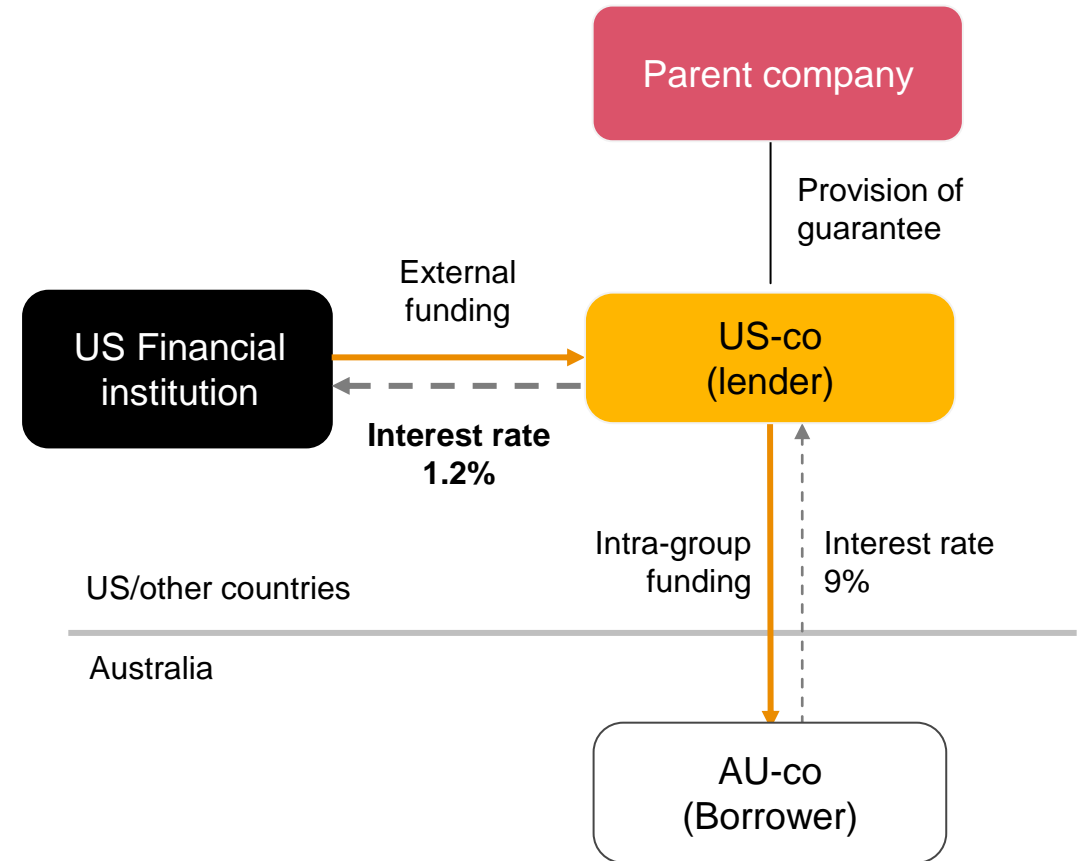 Parent company
Provision of
guarantee
External
funding
US Financial
institution
US-co
(lender)
Interest rate
1.2%
Intra-group
funding
Interest rate
9%
US/other countries
Australia
AU-co
(Borrower)